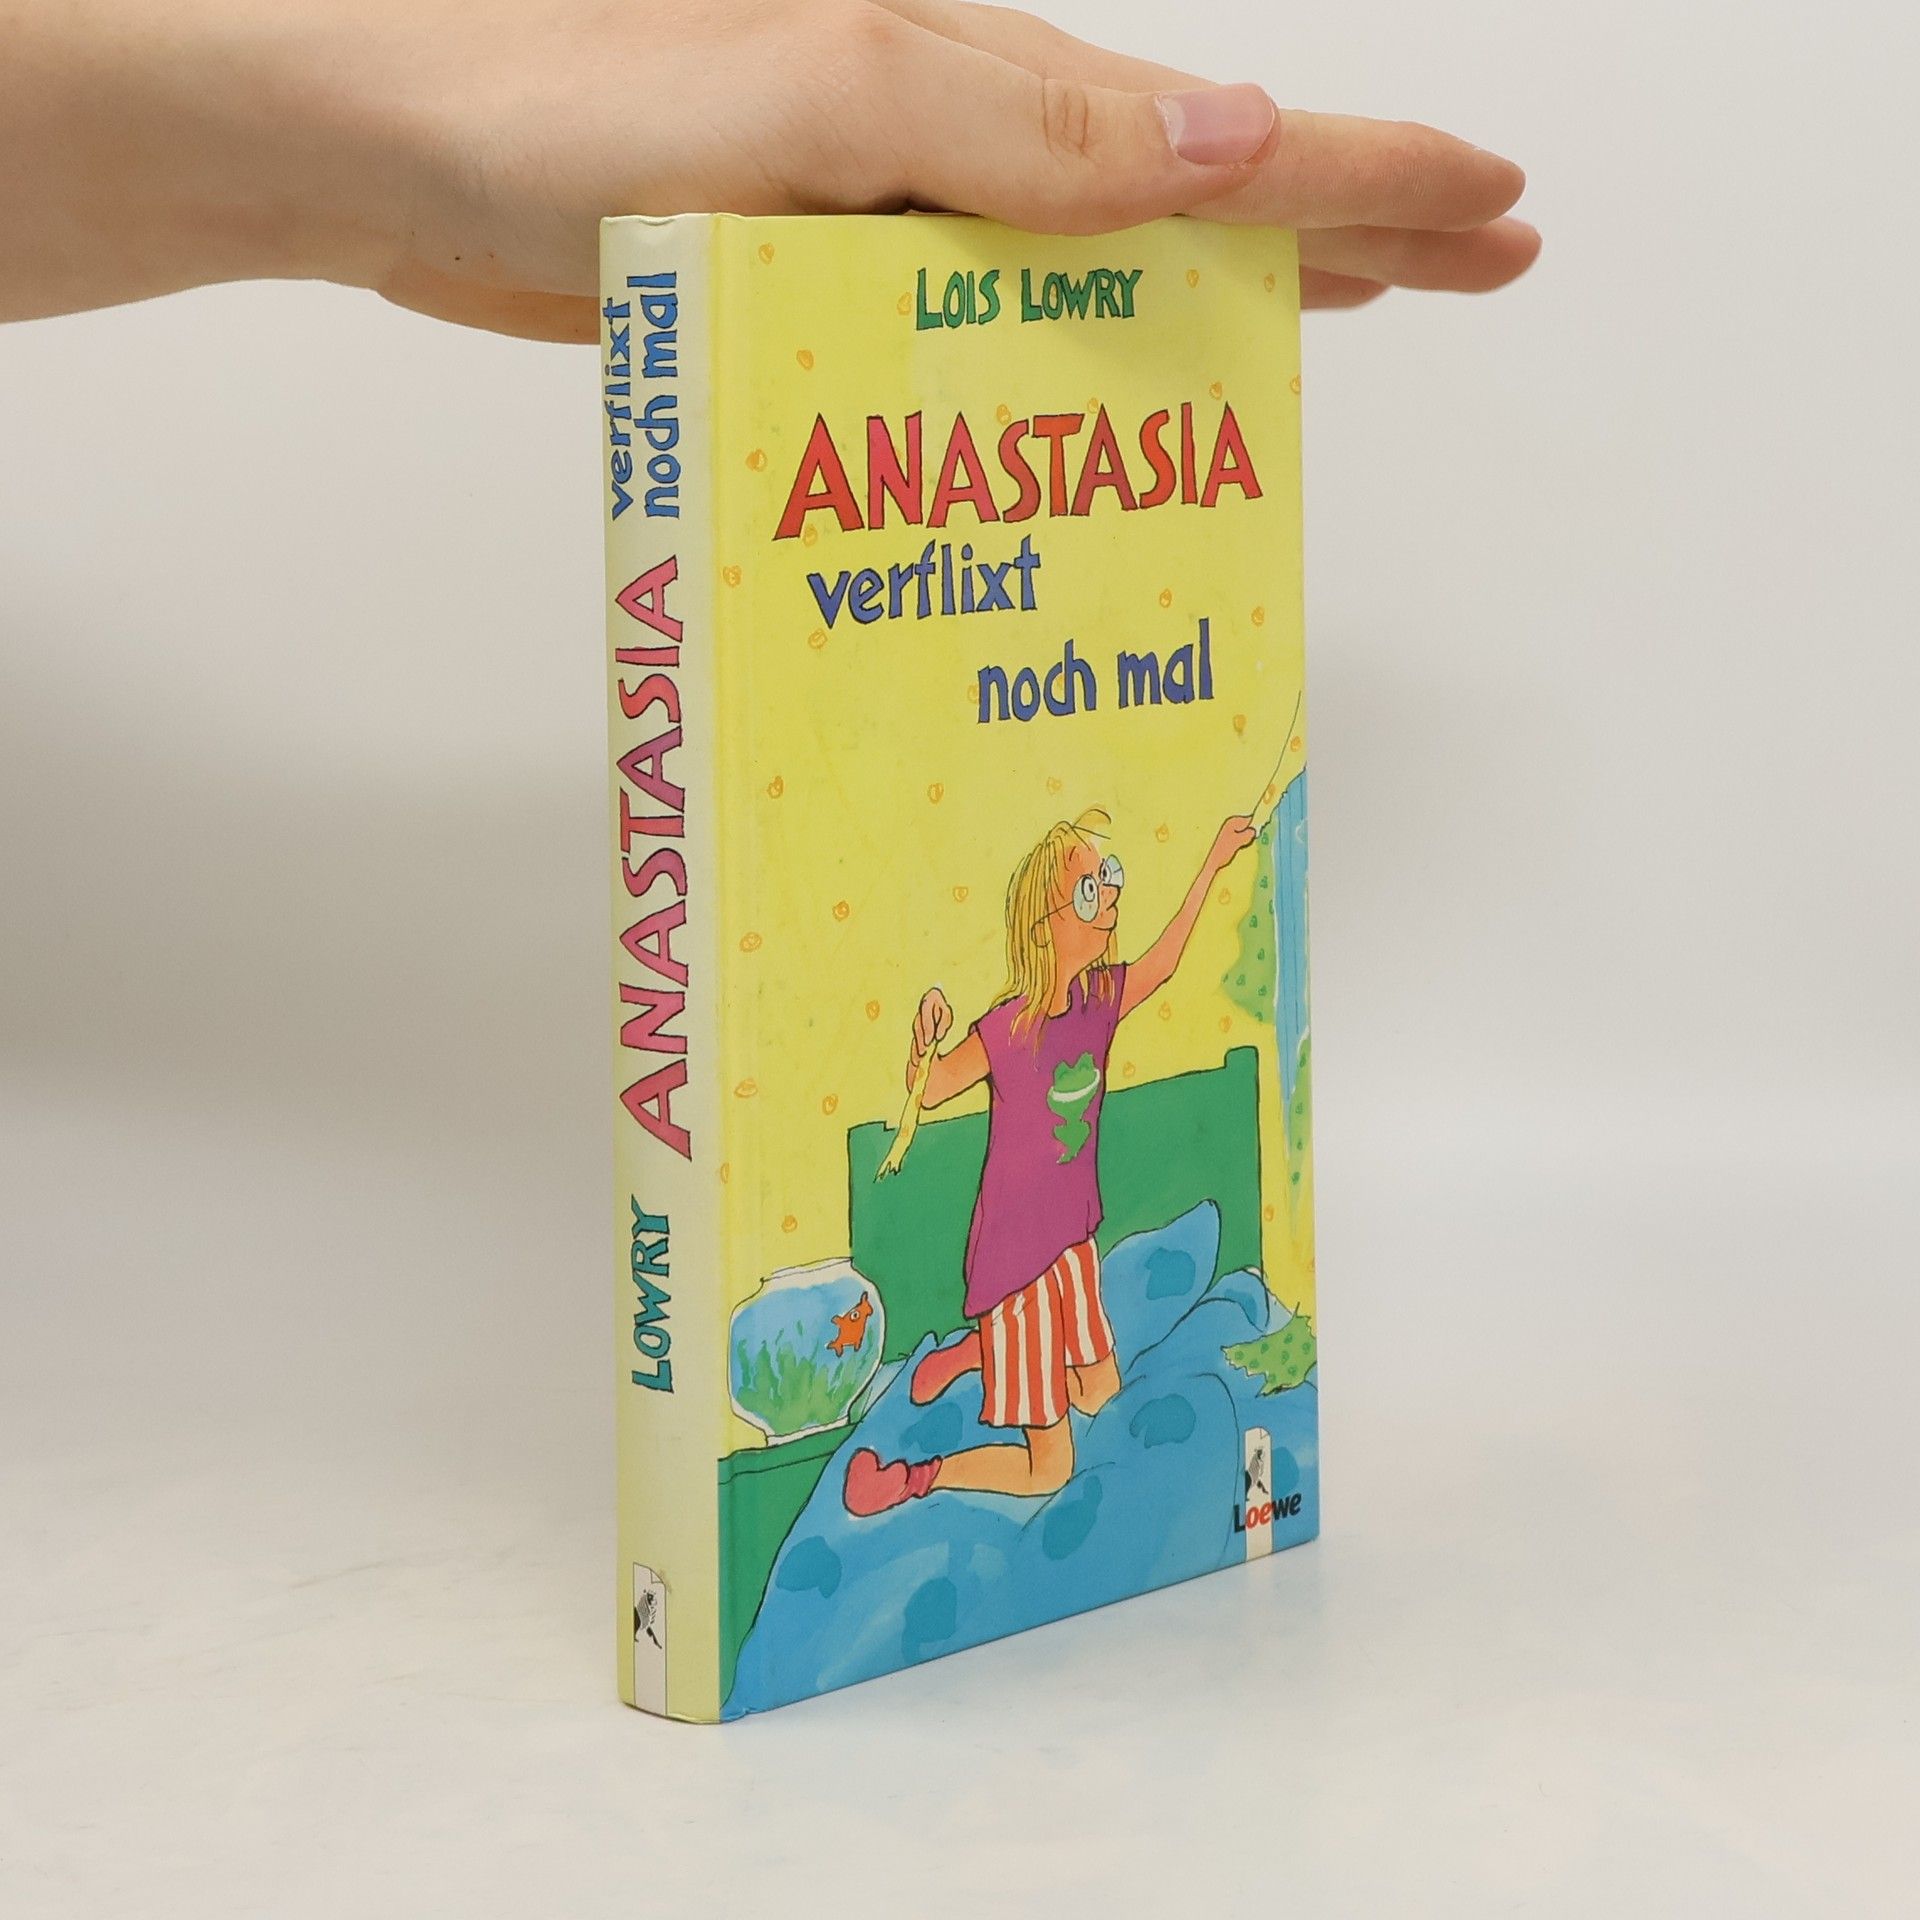 LOIS LOWRY
ANASTASIA
verflixt
noch mal
Loewe
LOWRY ANASTASIA verflixt
noch mal